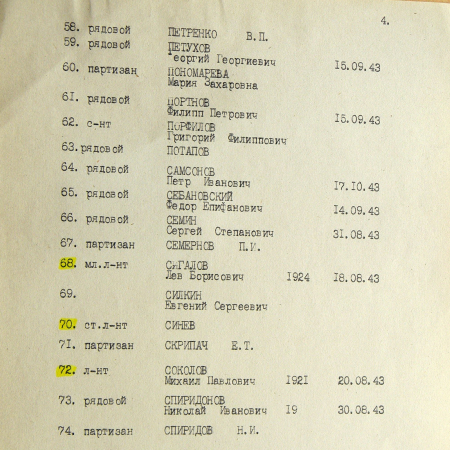 4.
58. рядовой ПЕТРЕНКО В.П.
59. рядовой ПЕТУХОВ
Георгий Георгиевич 15.09.43
60. партизан ПОНОМАРЕВА
Мария Захаровна
61. рядовой ПОРТНОВ
Филипп Петрович 15.09.43
62. с-нт ПОРФИЛОВ
Григорий Филиппович
63. рядовой ПОТАПОВ
64. рядовой САМСОНОВ
Петр Иванович 17.10.43
65. рядовой СЕБАНОВСКИЙ
Федор Епифанович 14.09.43
66. рядовой СЕМИН
Сергей Степанович 31.08.43
67. партизан СЕМЕРНОВ П.И.
68. мл.л-нт СИГАЛОВ
Лев Борисович 1924 18.08.43
69. СИЛКИН
Евгений Сергеевич
70. ст.л-нт СИНЕВ
71. партизан СКРИПАЧ Е.Т.
72. л-нт СОКОЛОВ
Михаил Павлович 1921 20.08.43
73. рядовой СПИРИДОНОВ
Николай Иванович 19 30.08.43
74. партизан СПИРИДОВ Н.И.